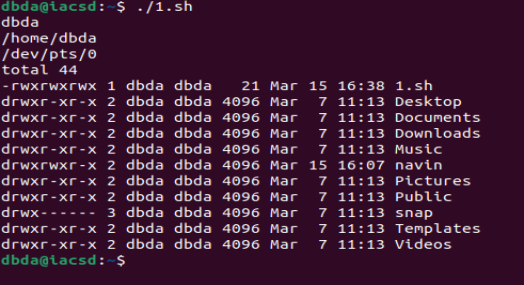 dbda@iacsd:~$ ./1.sh
dbda
/home/dbda
/dev/pts/0
total 44
-rwxrwxrwx 1 dbda dbda   21 Mar 15 16:38 1.sh
drwxr-xr-x 2 dbda dbda 4096 Mar  7 11:13 Desktop
drwxr-xr-x 2 dbda dbda 4096 Mar  7 11:13 Documents
drwxr-xr-x 2 dbda dbda 4096 Mar  7 11:13 Downloads
drwxr-xr-x 2 dbda dbda 4096 Mar  7 11:13 Music
drwxrwxr-x 2 dbda dbda 4096 Mar 15 16:07 navin
drwxr-xr-x 2 dbda dbda 4096 Mar  7 11:13 Pictures
drwxr-xr-x 2 dbda dbda 4096 Mar  7 11:13 Public
drwx------ 3 dbda dbda 4096 Mar  7 11:13 snap
drwxr-xr-x 2 dbda dbda 4096 Mar  7 11:13 Templates
drwxr-xr-x 2 dbda dbda 4096 Mar  7 11:13 Videos
dbda@iacsd:~$